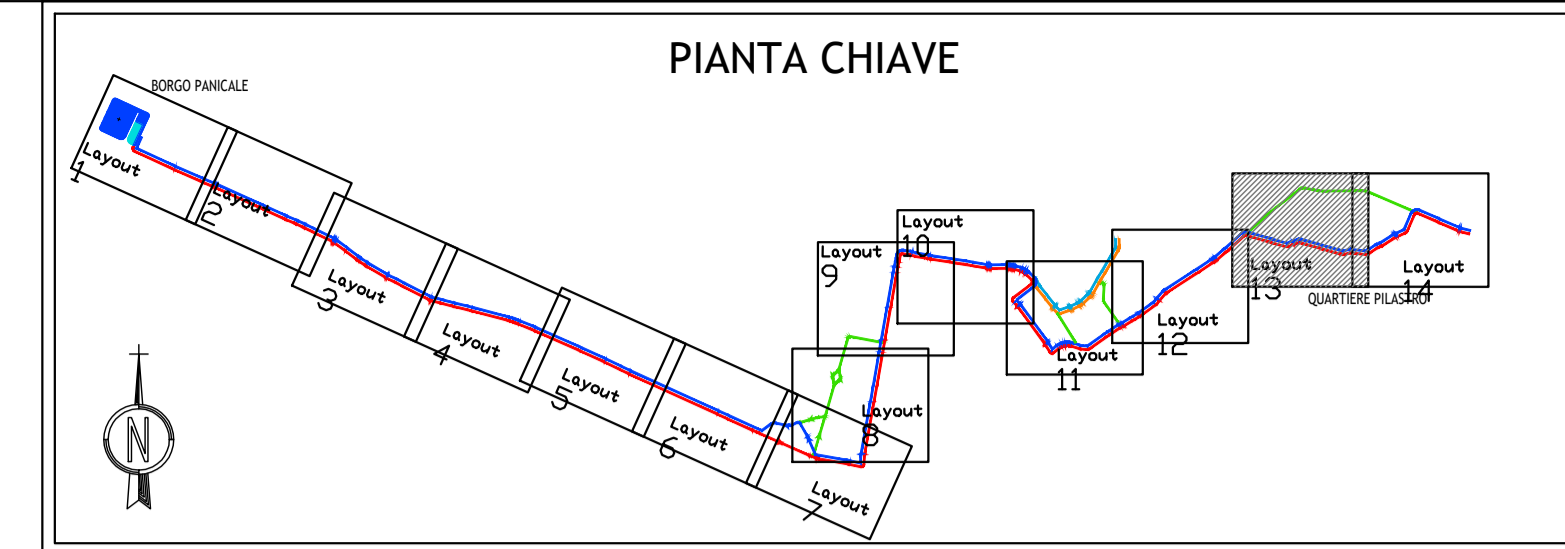 PIANTA CHIAVE
BORGO PANICALE
Layout
1
Layout
2
Layout
3
Layout
4
Layout
5
Layout
6
Layout
7
Layout
8
Layout
9
Layout
10
Layout
11
Layout
12
Layout
13
Layout
14
QUARTIERE PILASTRO
N